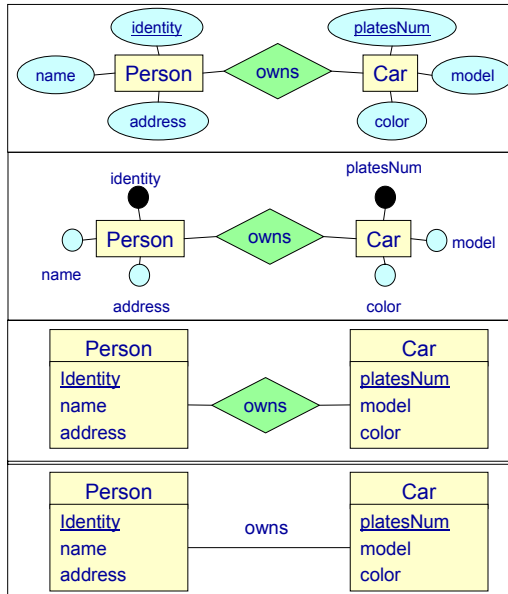 identity
platesNum
name
Person
owns
Car
model
address
color
identity
platesNum
Person
owns
Car
name
model
address
color
Person
Car
Identity
platesNum
name
owns
model
address
color
Person
Car
Identity
platesNum
owns
name
model
address
color